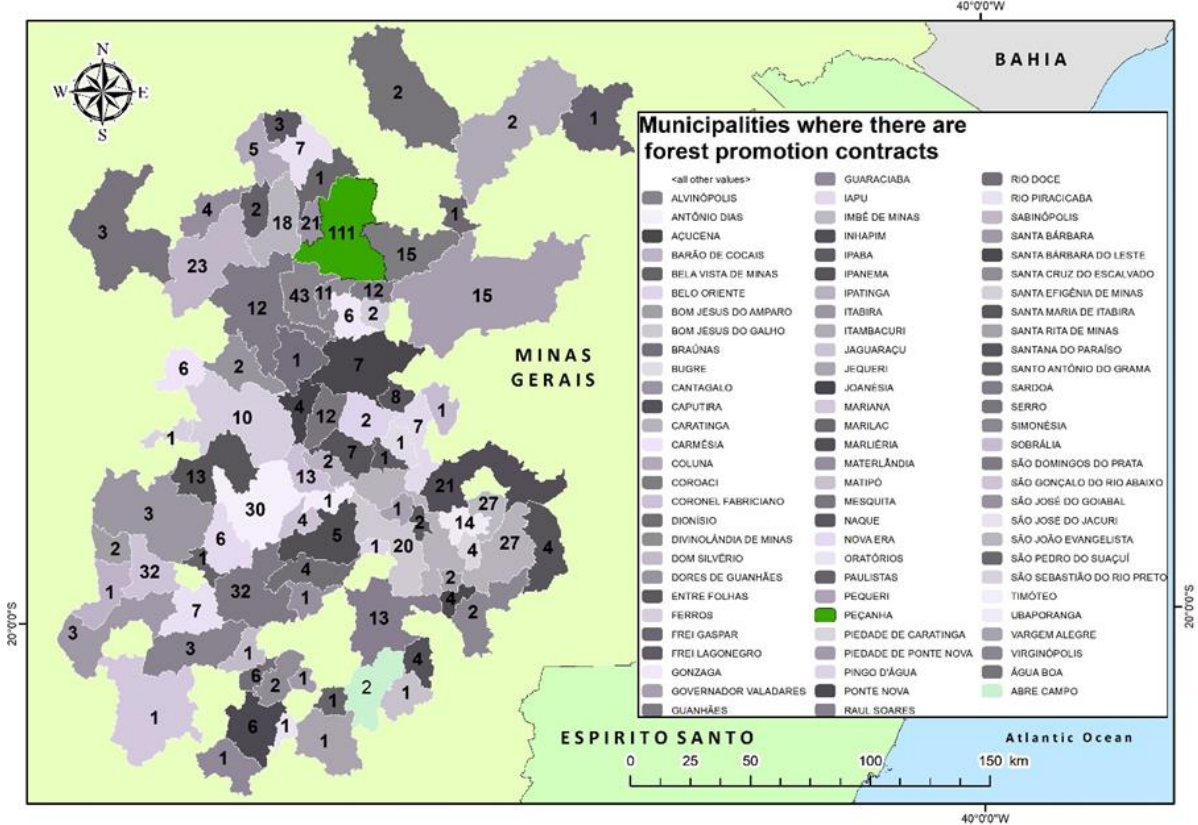 40°0'0"W
BAHIA
N
W E
S
2
2
1
3
5
7
1
4
2
18
21
111
1
3
23
15
12
43
11
12
15
6
2
MINAS
GERAIS
6
2
1
7
10
4
12
2
8
7
1
1
1
13
13
2
7
1
21
3
30
1
4
5
1
2
14
27
27
4
2
6
1
1
20
4
32
1
32
4
2
1
7
1
13
4
2
3
3
1
6
2
1
4
2
1
1
1
6
1
1
1
Municipalities where there are
forest promotion contracts
<all other values>
ALVINÓPOLIS
ANTÔNIO DIAS
AÇUCENA
BARÃO DE COCAIS
BELA VISTA DE MINAS
BELO ORIENTE
BOM JESUS DO AMPARO
BOM JESUS DO GALHO
BRAÚNAS
BUGRE
CANTAGALO
CAPUTIRA
CARATINGA
CARMÉSIA
COLUNA
COROACI
CORONEL FABRICIANO
DIONÍSIO
DIVINOLÂNDIA DE MINAS
DOM SILVÉRIO
DORES DE GUANHÃES
ENTRE FOLHAS
FERROS
FREI GASPAR
FREI LAGONEGRO
GONZAGA
GOVERNADOR VALADARES
GUANHÃES
GUARACIABA
IAPU
IMBÉ DE MINAS
INHAPIM
IPABA
IPANEMA
IPATINGA
ITABIRA
ITAMBACURI
JAGUARAÇU
JEQUERI
JOANÉSIA
MARIANA
MARILAC
MARLIÉRIA
MATERLÂNDIA
MATIPÓ
MESQUITA
NAQUE
NOVA ERA
ORATÓRIOS
PAULISTAS
PEQUERI
PEÇANHA
PIEDADE DE CARATINGA
PIEDADE DE PONTE NOVA
PINGO D'ÁGUA
PONTE NOVA
RAUL SOARES
RIO DOCE
RIO PIRACICABA
SABINÓPOLIS
SANTA BÁRBARA
SANTA BÁRBARA DO LESTE
SANTA CRUZ DO ESCALVADO
SANTA EFIGÊNIA DE MINAS
SANTA MARIA DE ITABIRA
SANTA RITA DE MINAS
SANTANA DO PARAÍSO
SANTO ANTÔNIO DO GRAMA
SARDOÁ
SERRO
SIMONÉSIA
SOBRÁLIA
SÃO DOMINGOS DO PRATA
SÃO GONÇALO DO RIO ABAIXO
SÃO JOSÉ DO GOIABAL
SÃO JOSÉ DO JACURI
SÃO JOÃO EVANGELISTA
SÃO PEDRO DO SUAÇUÍ
SÃO SEBASTIÃO DO RIO PRETO
TIMÓTEO
UBAPORANGA
VARGEM ALEGRE
VIRGINÓPOLIS
ÁGUA BOA
ABRE CAMPO
20°0'0"S
20°0'0"S
ESPIRITO SANTO
Atlantic Ocean
0 25 50 100 150 km
40°0'0"W